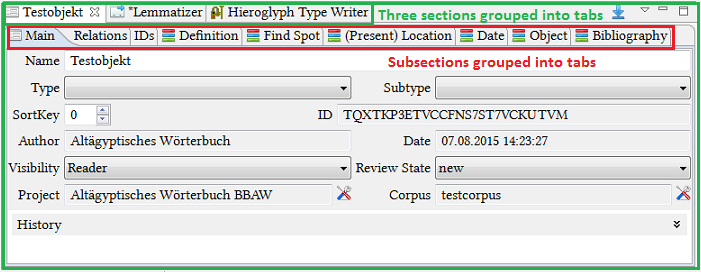 Testobjekt *Lemmatizer Hieroglyph Type Writer Three sections grouped into tabs
Main Relations IDs Definition Find Spot (Present) Location Date Object Bibliography
Name Testobjekt Subsections grouped into tabs
Type Subtype
SortKey 0 ID TQXTKP3ETVCCFNS7ST7VCKUTVM
Author Altägyptisches Wörterbuch Date 07.08.2015 14:23:27
Visibility Reader Review State new
Project Altägyptisches Wörterbuch BBAW Corpus testcorpus
History